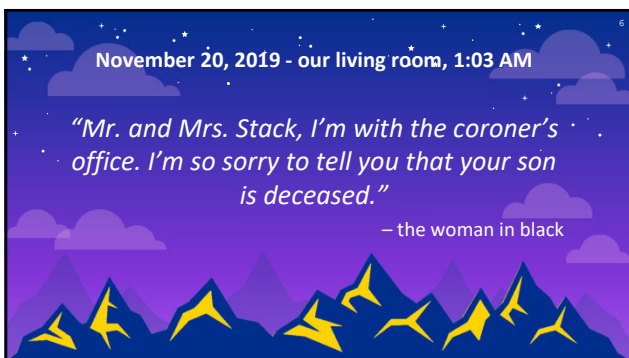 6
November 20, 2019 - our living room, 1:03 AM
“Mr. and Mrs. Stack, I’m with the coroner’s
office. I’m so sorry to tell you that your son
is deceased.”
– the woman in black